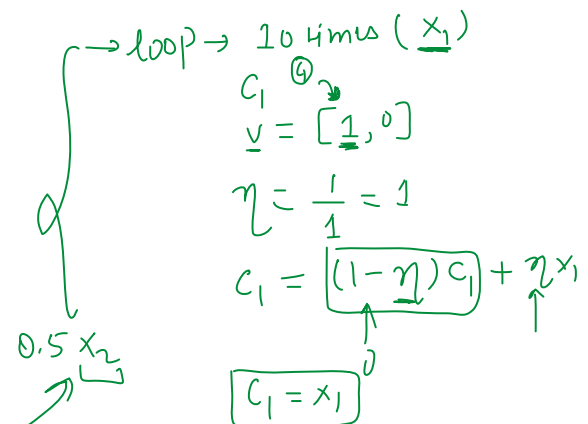 → loop → 10 times (x₁)
C₁ ④
v = [1, 0]
η = 1/1 = 1
C₁ = (1 - η) C₁ + η x₁
0
0.5 x₂
C₁ = x₁